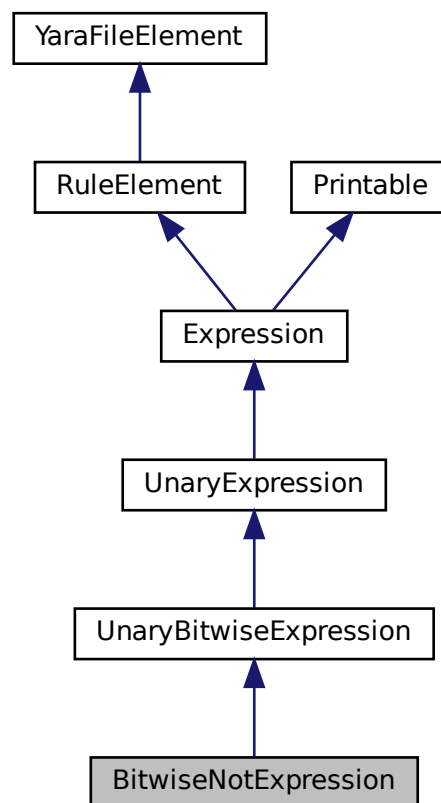 YaraFileElement
RuleElement
Printable
Expression
UnaryExpression
UnaryBitwiseExpression
BitwiseNotExpression